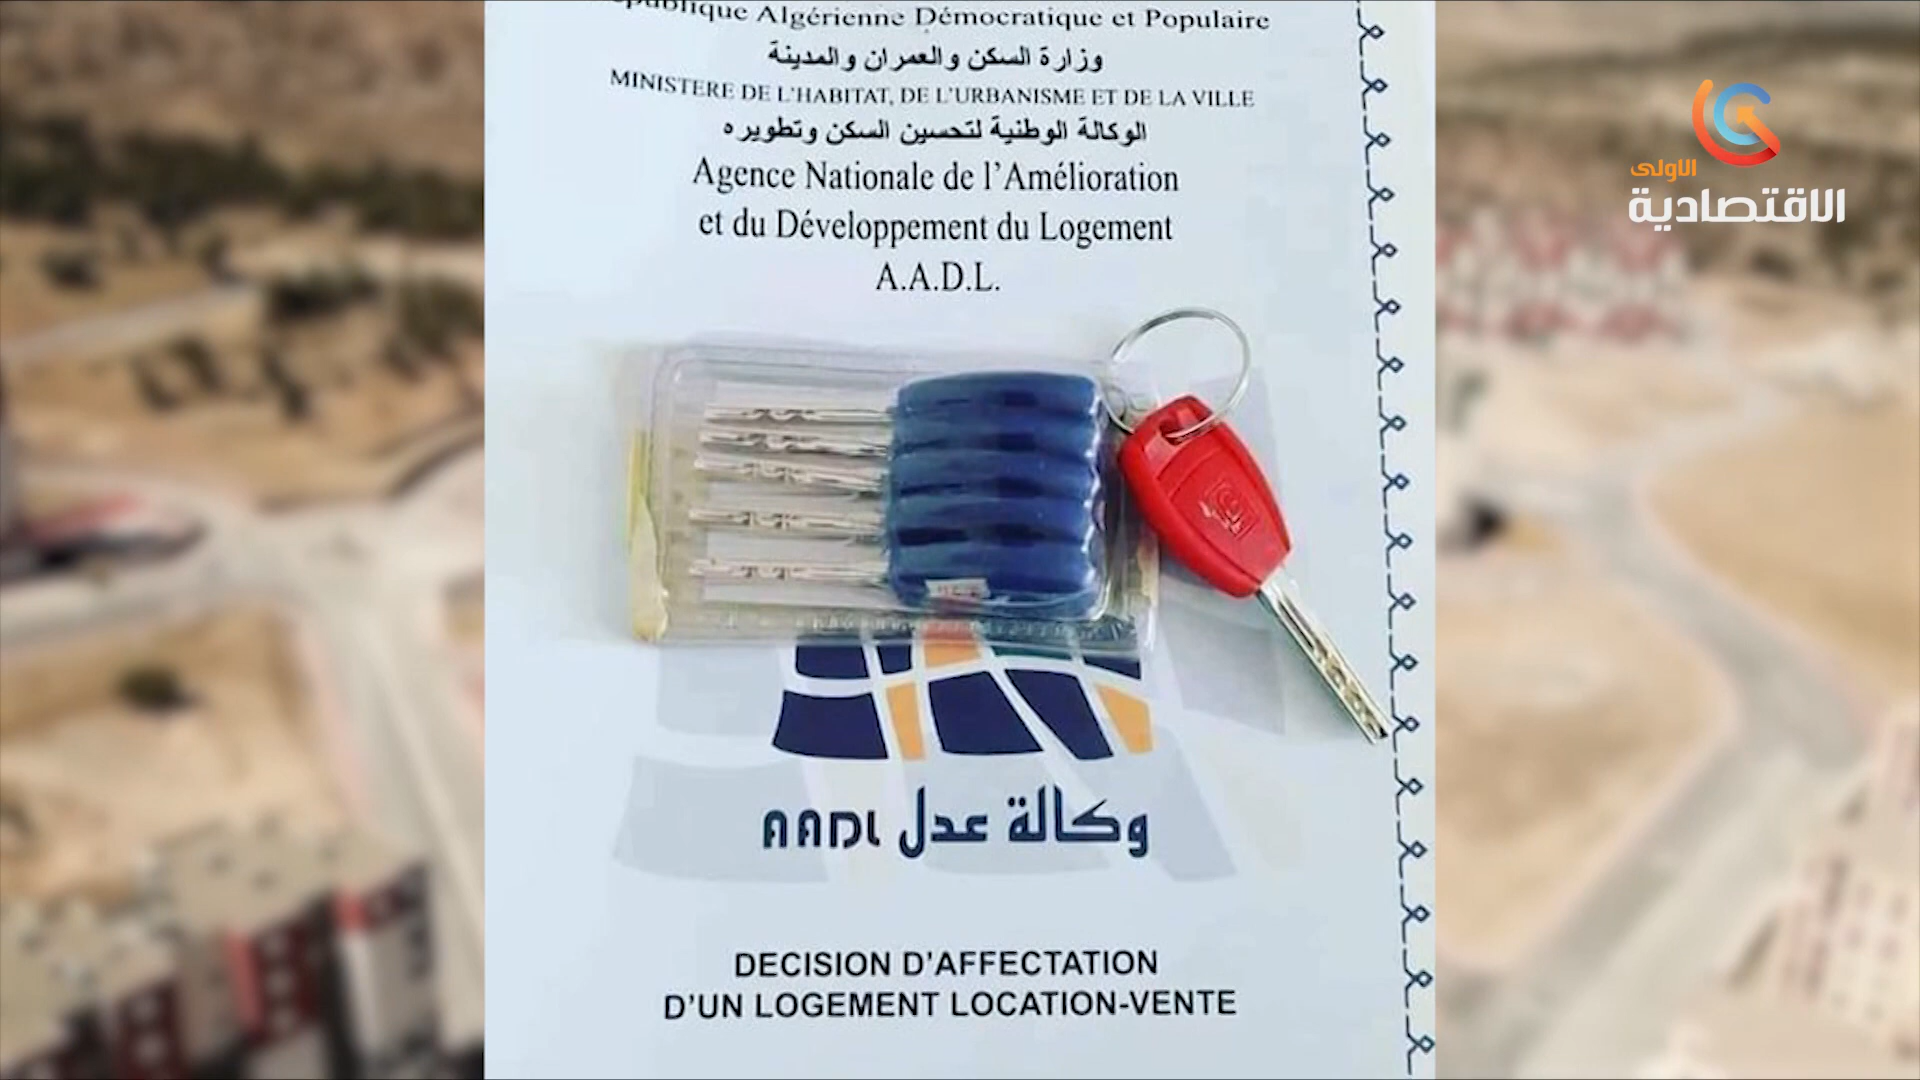 République Algérienne Démocratique et Populaire
وزارة السكن والعمران والمدينة
MINISTERE DE L'HABITAT, DE L'URBANISME ET DE LA VILLE
الوكالة الوطنية لتحسين السكن وتطويره
Agence Nationale de l'Amélioration
et du Développement du Logement
A.A.D.L.
الأولى
الاقتصادية
وكالة عدل AADL
DECISION D'AFFECTATION
D'UN LOGEMENT LOCATION-VENTE